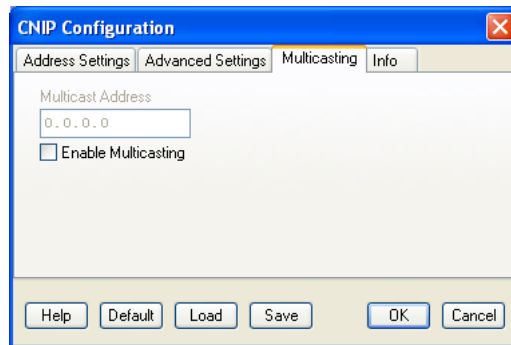 CNIP Configuration
Address Settings Advanced Settings Multicasting Info
Multicast Address
0.0.0.0
Enable Multicasting
Help Default Load Save OK Cancel